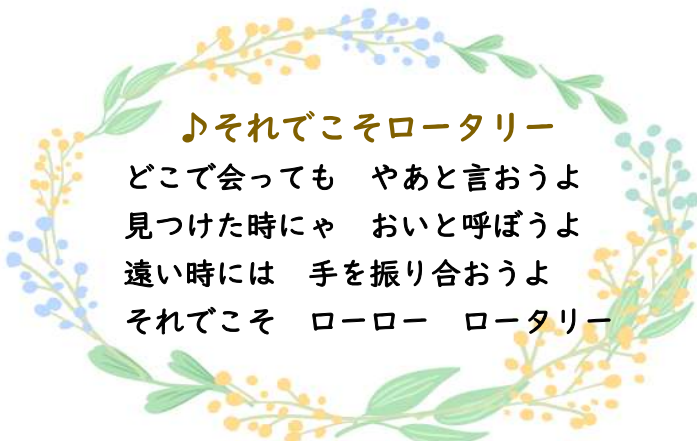 ♪それでこそロータリー
どこで会っても　やあと言おうよ
見つけた時にゃ　おいと呼ぼうよ
遠い時には　手を振り合おうよ
それでこそ　ローロー　ロータリー